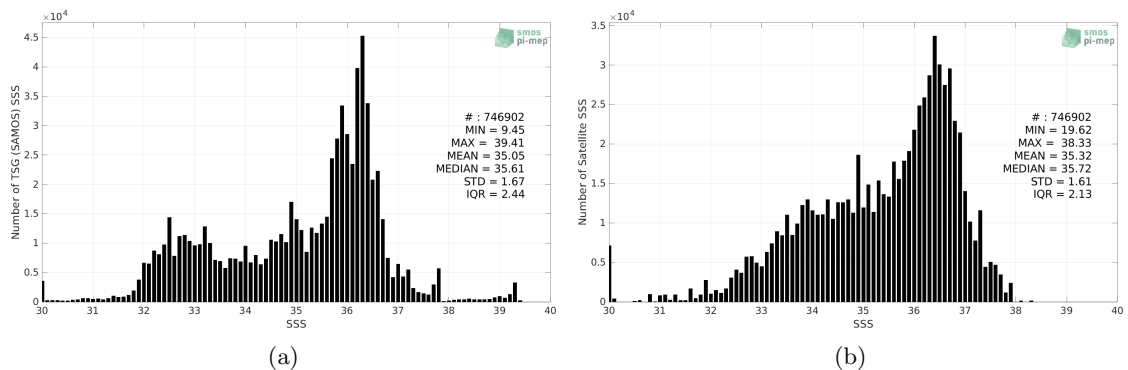 ×10⁴
4.5
4
3.5
3
2.5
2
1.5
1
0.5
0
Number of TSG (SAMOS) SSS
smos
pi-mep
# : 746902
MIN = 9.45
MAX = 39.41
MEAN = 35.05
MEDIAN = 35.61
STD = 1.67
IQR = 2.44
30 31 32 33 34 35 36 37 38 39 40
SSS
(a)
×10⁴
3.5
3
2.5
2
1.5
1
0.5
0
Number of Satellite SSS
smos
pi-mep
# : 746902
MIN = 19.62
MAX = 38.33
MEAN = 35.32
MEDIAN = 35.72
STD = 1.61
IQR = 2.13
30 31 32 33 34 35 36 37 38 39 40
SSS
(b)